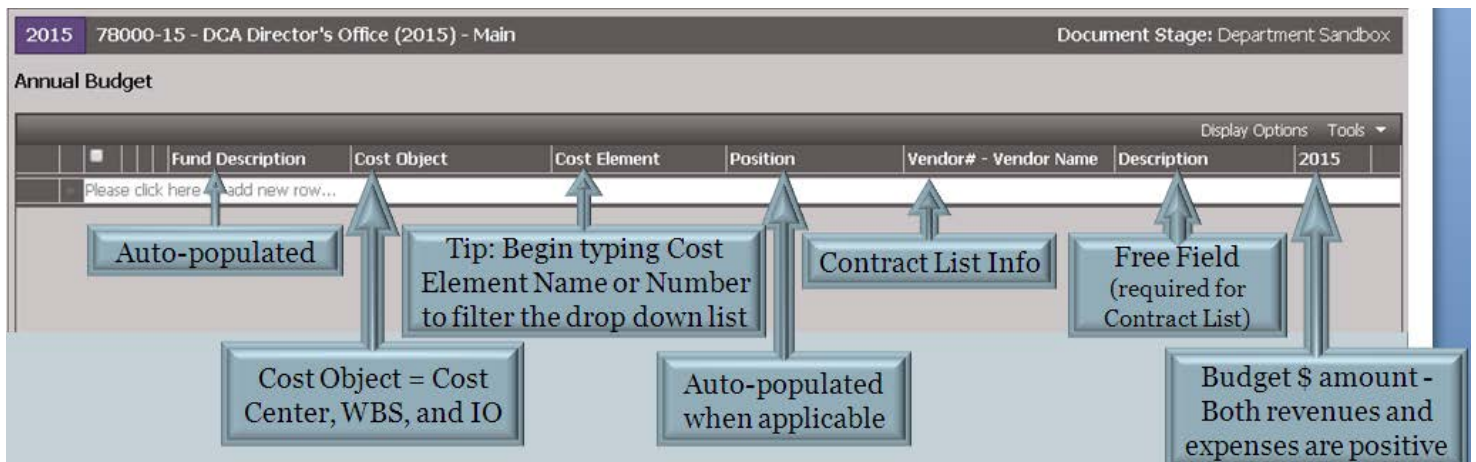 2015 78000-15 - DCA Director's Office (2015) - Main Document Stage: Department Sandbox
Annual Budget
Display Options Tools
Fund Description Cost Object Cost Element Position Vendor# - Vendor Name Description 2015
Please click here add new row...
Auto-populated
Tip: Begin typing Cost
Element Name or Number
to filter the drop down list
Contract List Info
Free Field
(required for
Contract List)
Cost Object = Cost
Center, WBS, and IO
Auto-populated
when applicable
Budget $ amount -
Both revenues and
expenses are positive